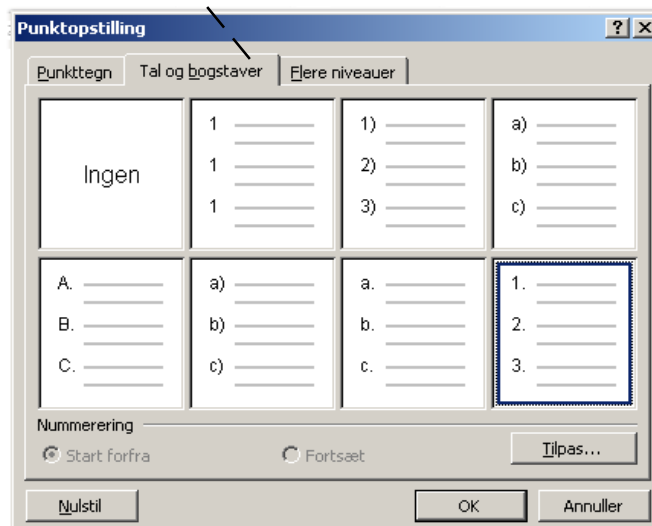 Punktopstilling
Punkttegn Tal og bogstaver Flere niveauer
Ingen
1
1
1
1)
2)
3)
a)
b)
c)
A.
B.
C.
a)
b)
c)
a.
b.
c.
1.
2.
3.
Nummerering
Start forfra Fortsæt Tilpas...
Nulstil OK Annuller